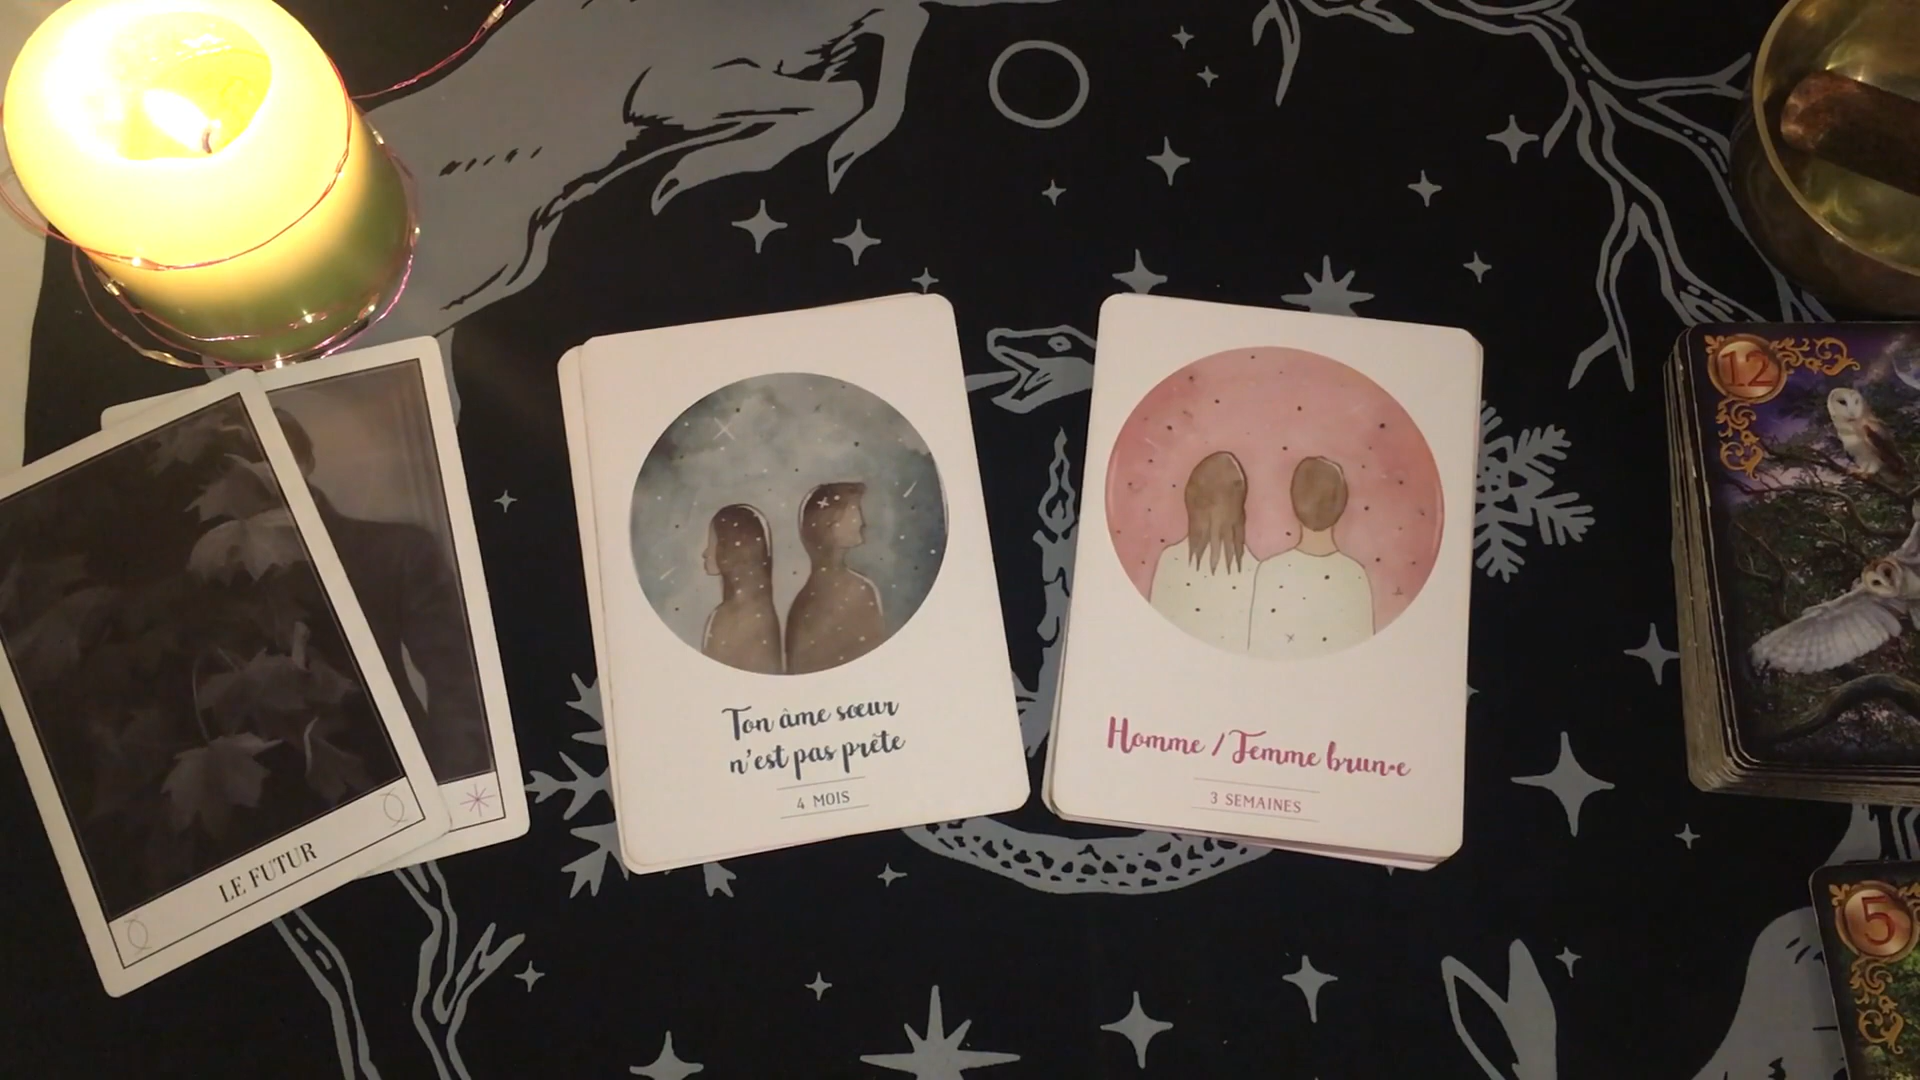 LE FUTUR
Ton âme sœur
n'est pas prête
4 MOIS
Homme / Femme brun·e
3 SEMAINES
12
5